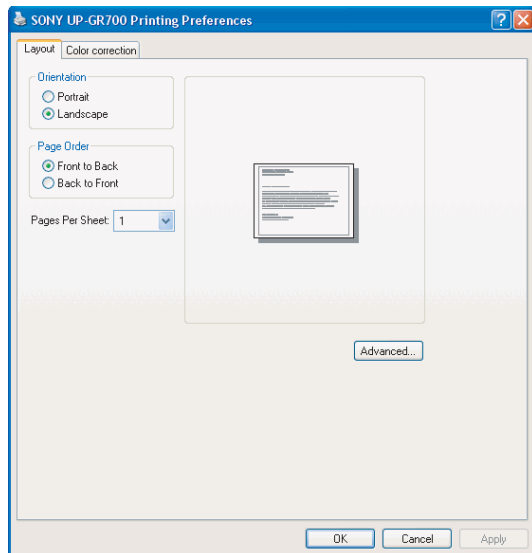 SONY UP-GR700 Printing Preferences
Layout
Color correction
Orientation
Portrait
Landscape
Page Order
Front to Back
Back to Front
Pages Per Sheet: 1
Advanced...
OK
Cancel
Apply